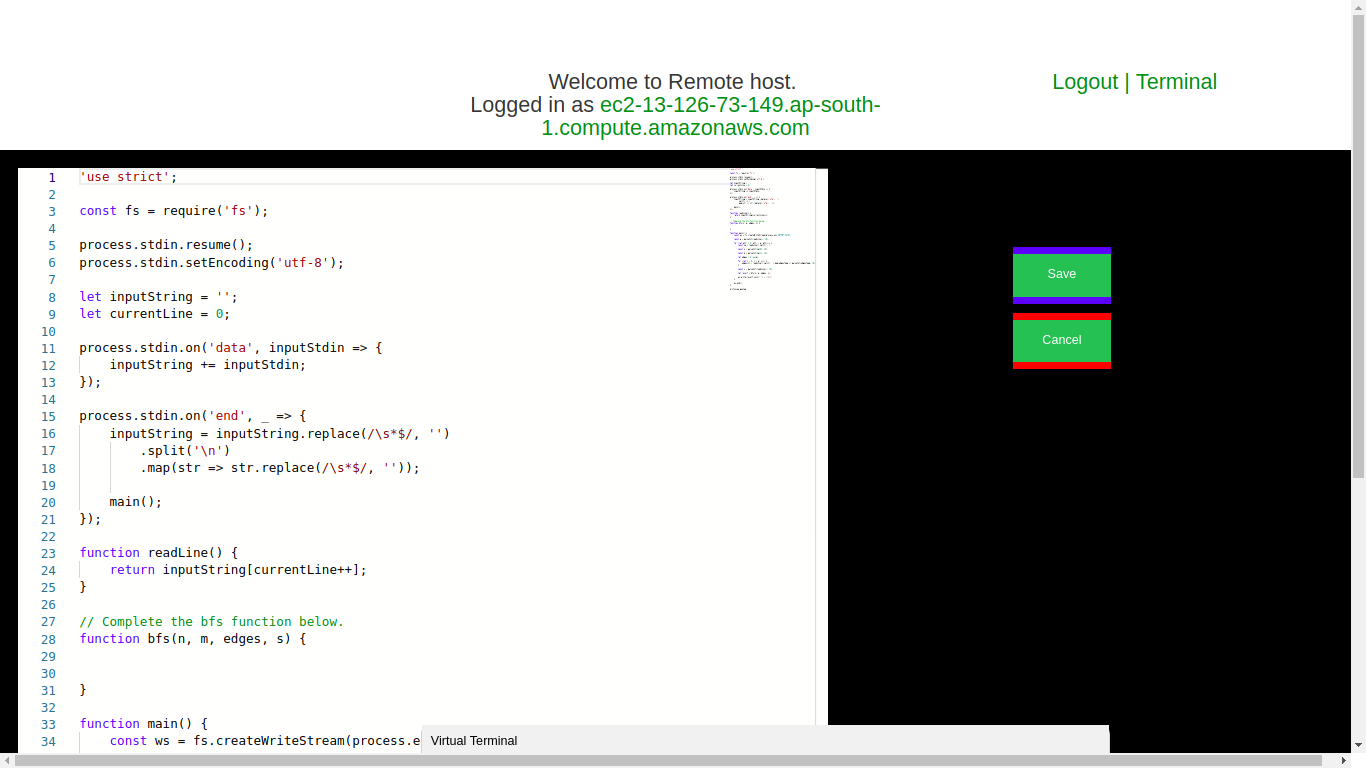 Welcome to Remote host.
Logged in as ec2-13-126-73-149.ap-south-
1.compute.amazonaws.com
Logout | Terminal
1 'use strict';
2
3 const fs = require('fs');
4
5 process.stdin.resume();
6 process.stdin.setEncoding('utf-8');
7
8 let inputString = '';
9 let currentLine = 0;
10
11 process.stdin.on('data', inputStdin => {
12     inputString += inputStdin;
13 });
14
15 process.stdin.on('end', _ => {
16     inputString = inputString.replace(/\s*$/, '')
17         .split('\n')
18         .map(str => str.replace(/\s*$/, ''));
19
20     main();
21 });
22
23 function readLine() {
24     return inputString[currentLine++];
25 }
26
27 // Complete the bfs function below.
28 function bfs(n, m, edges, s) {
29
30
31 }
32
33 function main() {
34     const ws = fs.createWriteStream(process.e
Save
Cancel
Virtual Terminal